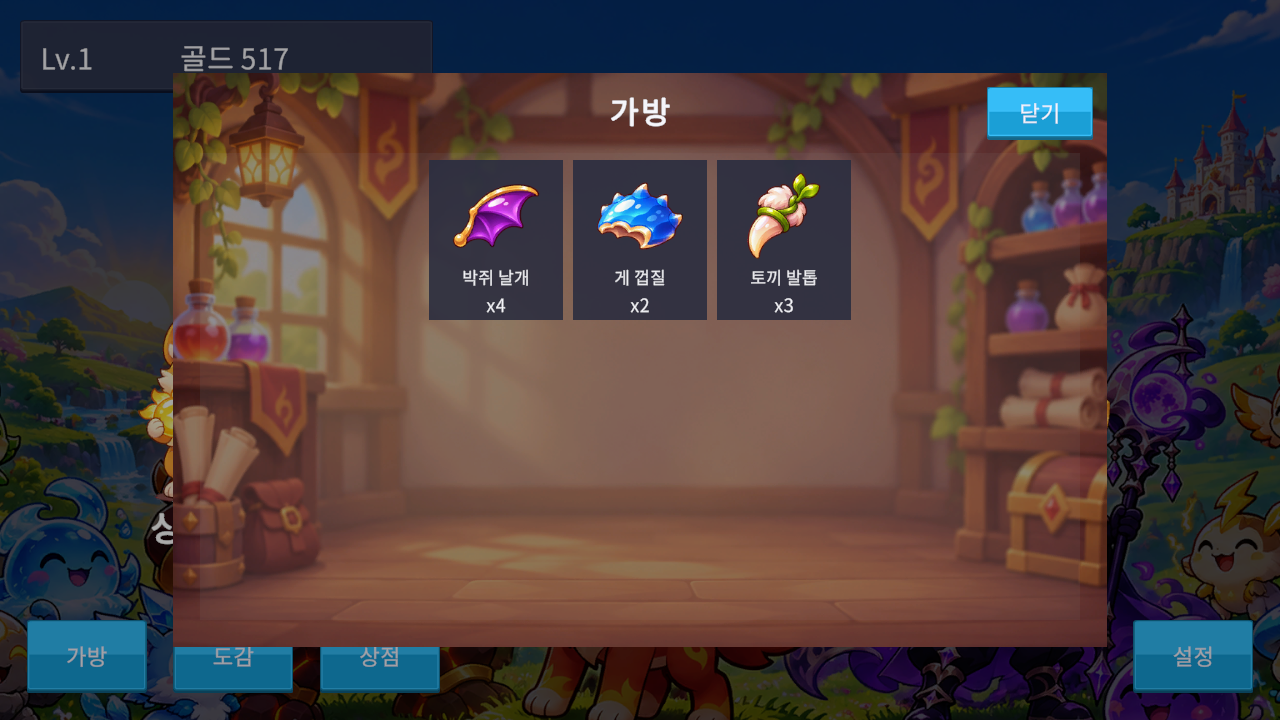 Lv.1 골드 517
가방
닫기
박쥐 날개
x4
게 껍질
x2
토끼 발톱
x3
가방
도감
상점
설정